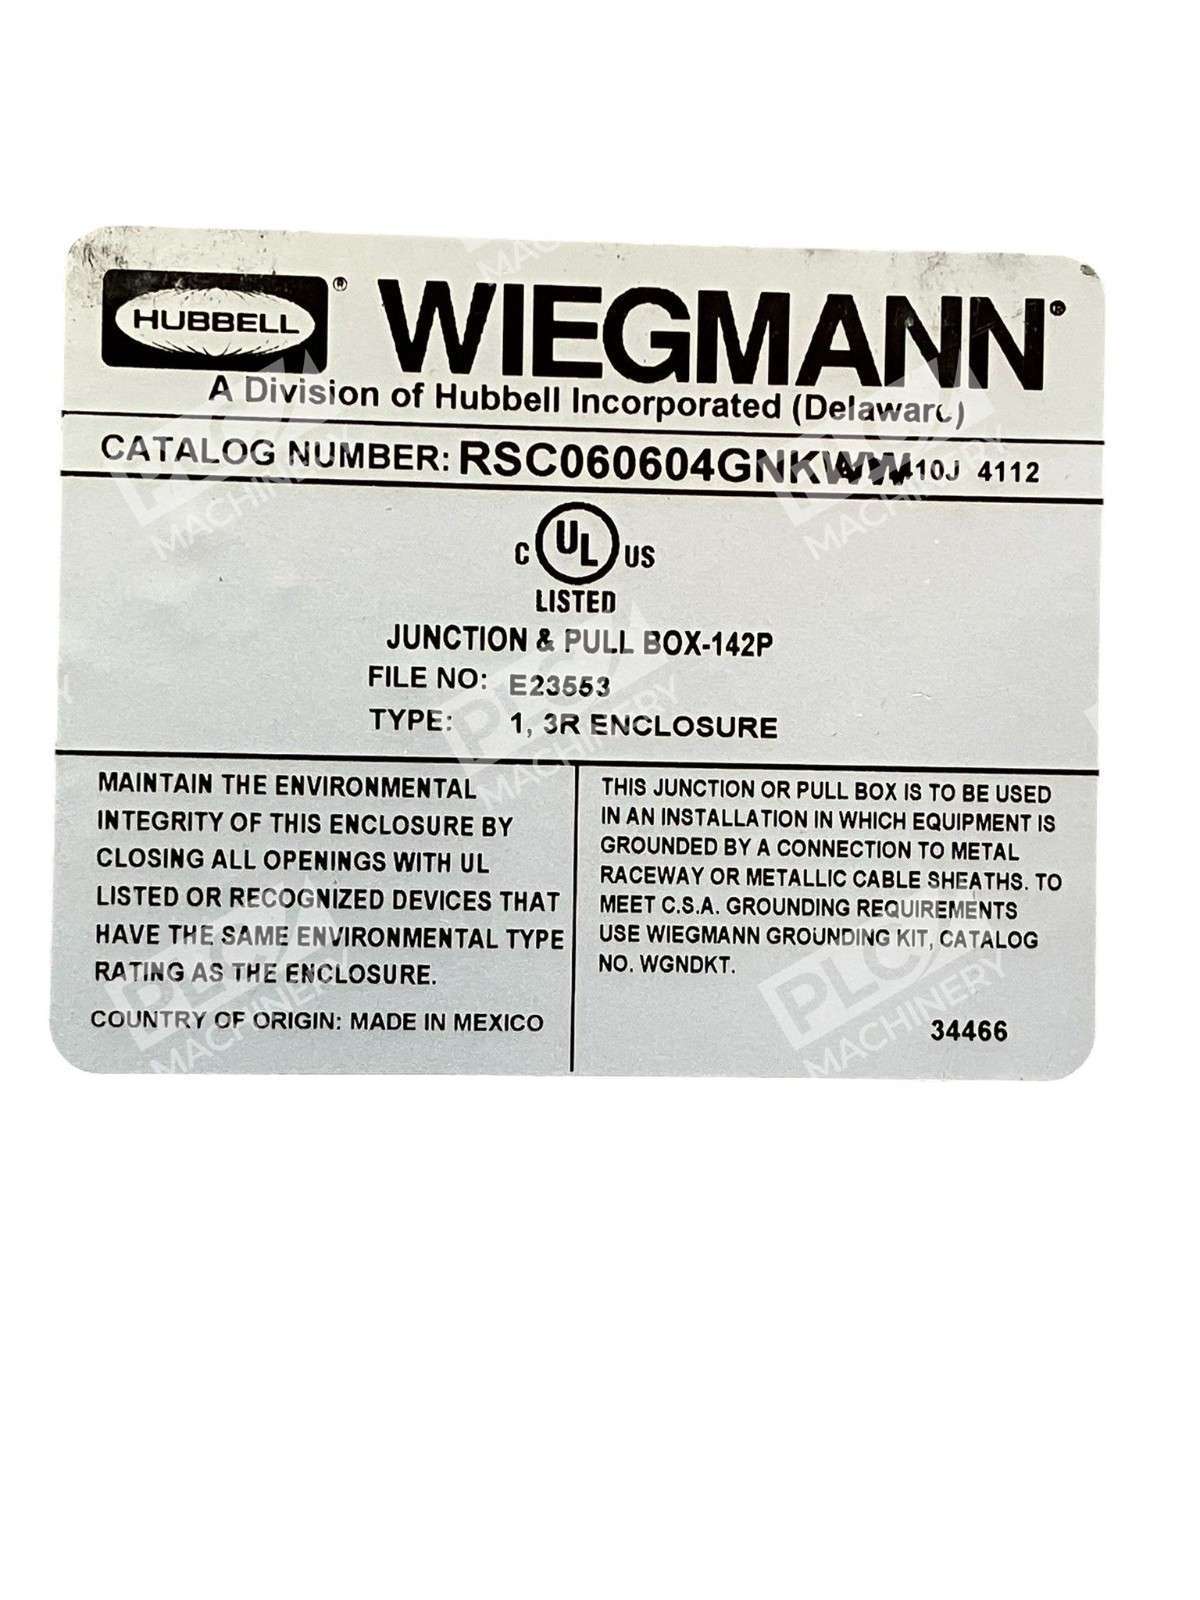 HUBBELL® WIEGMANN®
A Division of Hubbell Incorporated (Delaware)
CATALOG NUMBER: RSC060604GNKWW 10J 4112
C UL US
LISTED
JUNCTION & PULL BOX-142P
FILE NO: E23553
TYPE: 1, 3R ENCLOSURE
MAINTAIN THE ENVIRONMENTAL
INTEGRITY OF THIS ENCLOSURE BY
CLOSING ALL OPENINGS WITH UL
LISTED OR RECOGNIZED DEVICES THAT
HAVE THE SAME ENVIRONMENTAL TYPE
RATING AS THE ENCLOSURE.
COUNTRY OF ORIGIN: MADE IN MEXICO
THIS JUNCTION OR PULL BOX IS TO BE USED
IN AN INSTALLATION IN WHICH EQUIPMENT IS
GROUNDED BY A CONNECTION TO METAL
RACEWAY OR METALLIC CABLE SHEATHS. TO
MEET C.S.A. GROUNDING REQUIREMENTS
USE WIEGMANN GROUNDING KIT, CATALOG
NO. WGNDKT.
34466
PLC MACHINERY